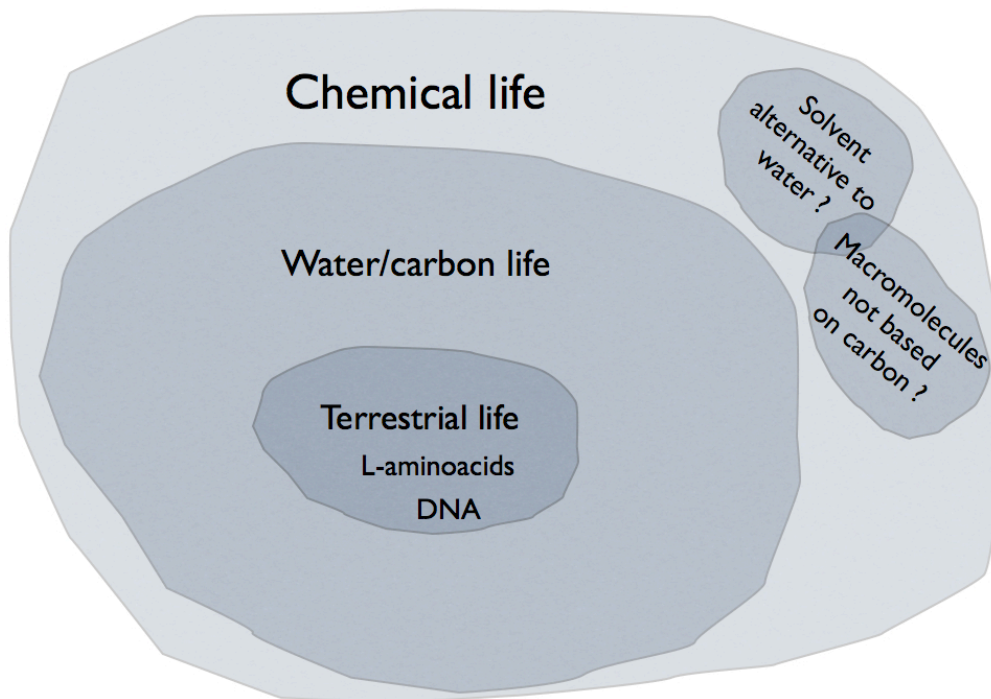 Chemical life
Solvent
alternative to
water ?
Water/carbon life
Macromolecules
not based
on carbon ?
Terrestrial life
L-aminoacids
DNA